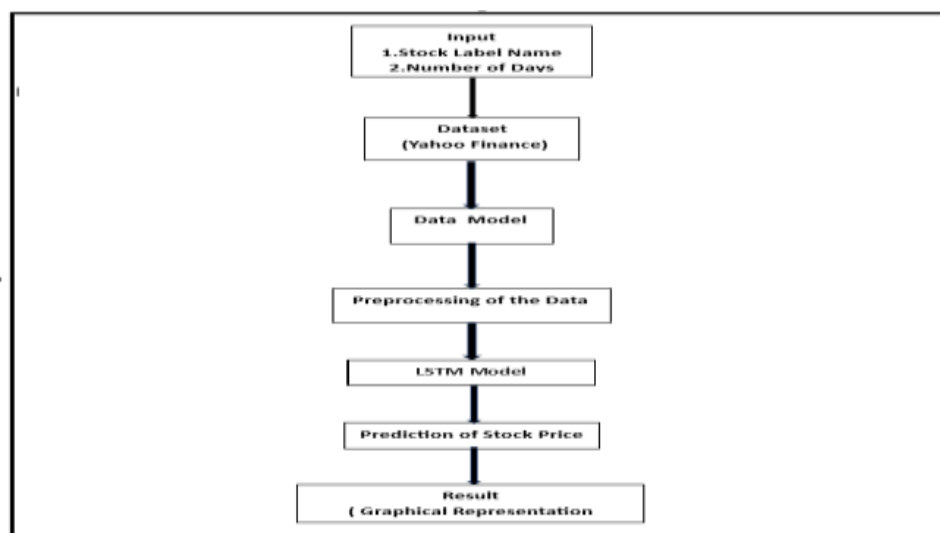 Input
1.Stock Label Name
2.Number of Days
Dataset
(Yahoo Finance)
Data Model
Preprocessing of the Data
LSTM Model
Prediction of Stock Price
Result
( Graphical Representation